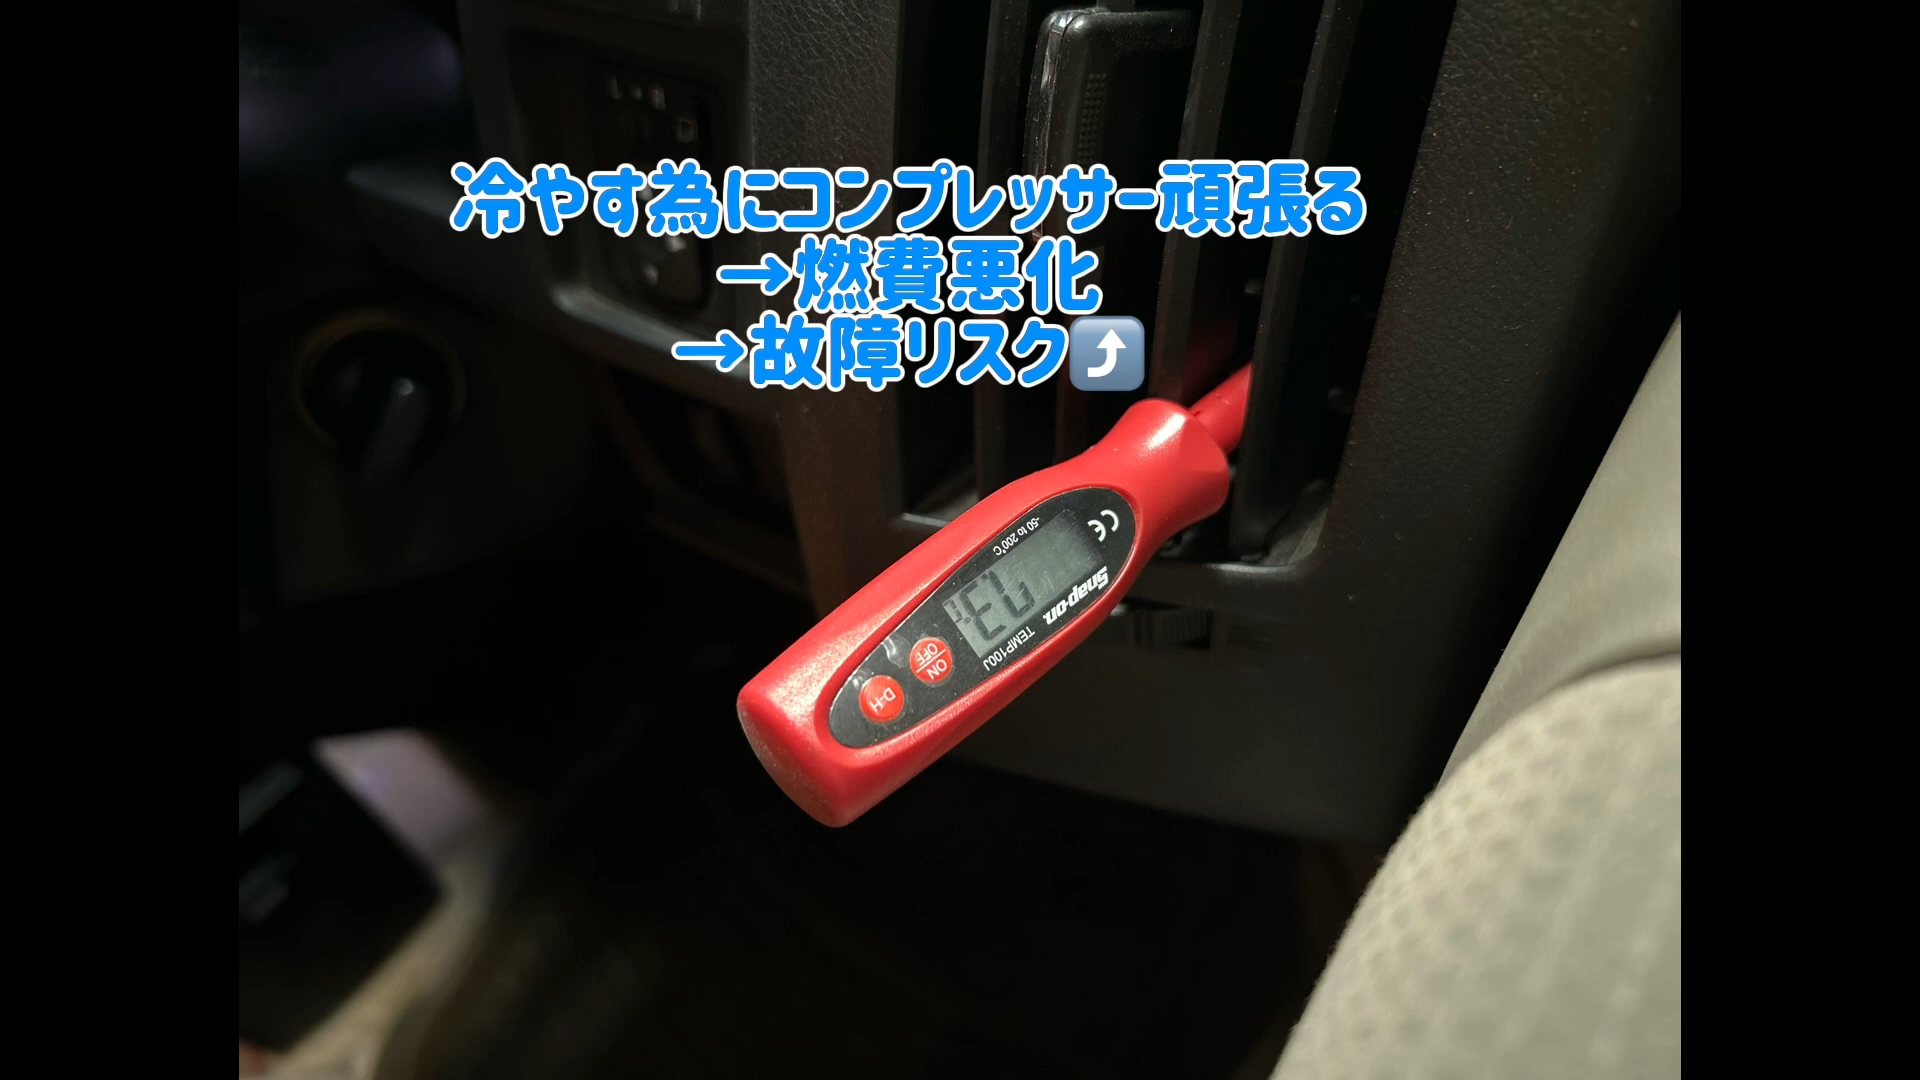 冷やす為にコンプレッサー頑張る
→燃費悪化
→故障リスク⤴
-50 to 200°C
CE
Snap-on
TEMP100J
ON
OFF
D-H